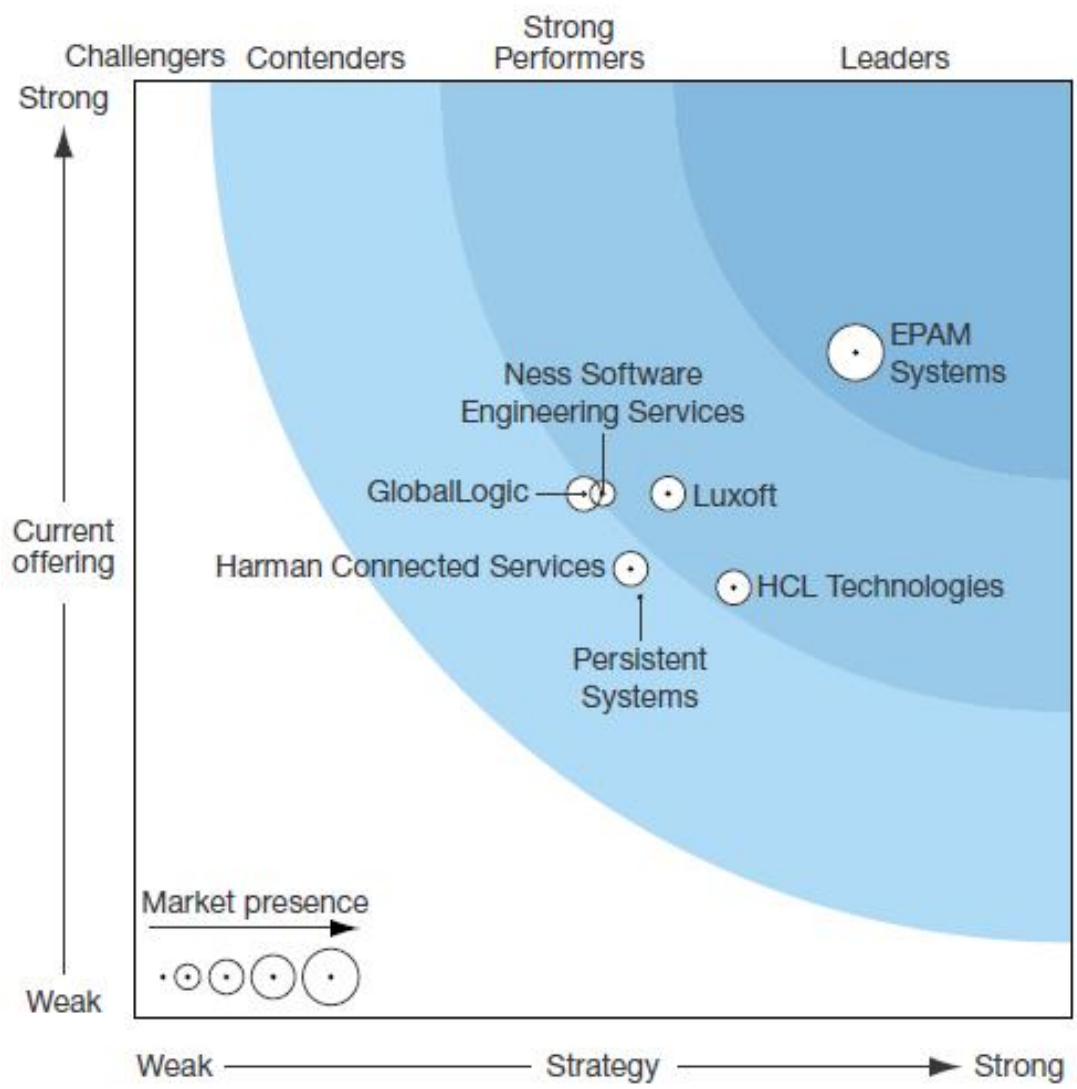 Strong
Challengers Contenders Performers Leaders
Strong
EPAM
Systems
Ness Software
Engineering Services
GlobalLogic
Luxoft
Current
offering
Harman Connected Services
HCL Technologies
Persistent
Systems
Market presence
Weak
Weak Strategy Strong